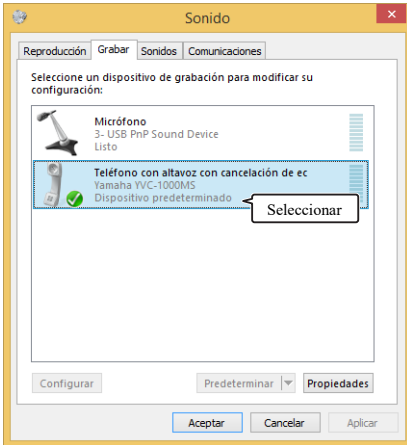 Sonido
Reproducción Grabar Sonidos Comunicaciones
Seleccione un dispositivo de grabación para modificar su
configuración:
Micrófono
3- USB PnP Sound Device
Listo
Teléfono con altavoz con cancelación de ec
Yamaha YVC-1000MS
Dispositivo predeterminado
Seleccionar
Configurar Predeterminar Propiedades
Aceptar Cancelar Aplicar